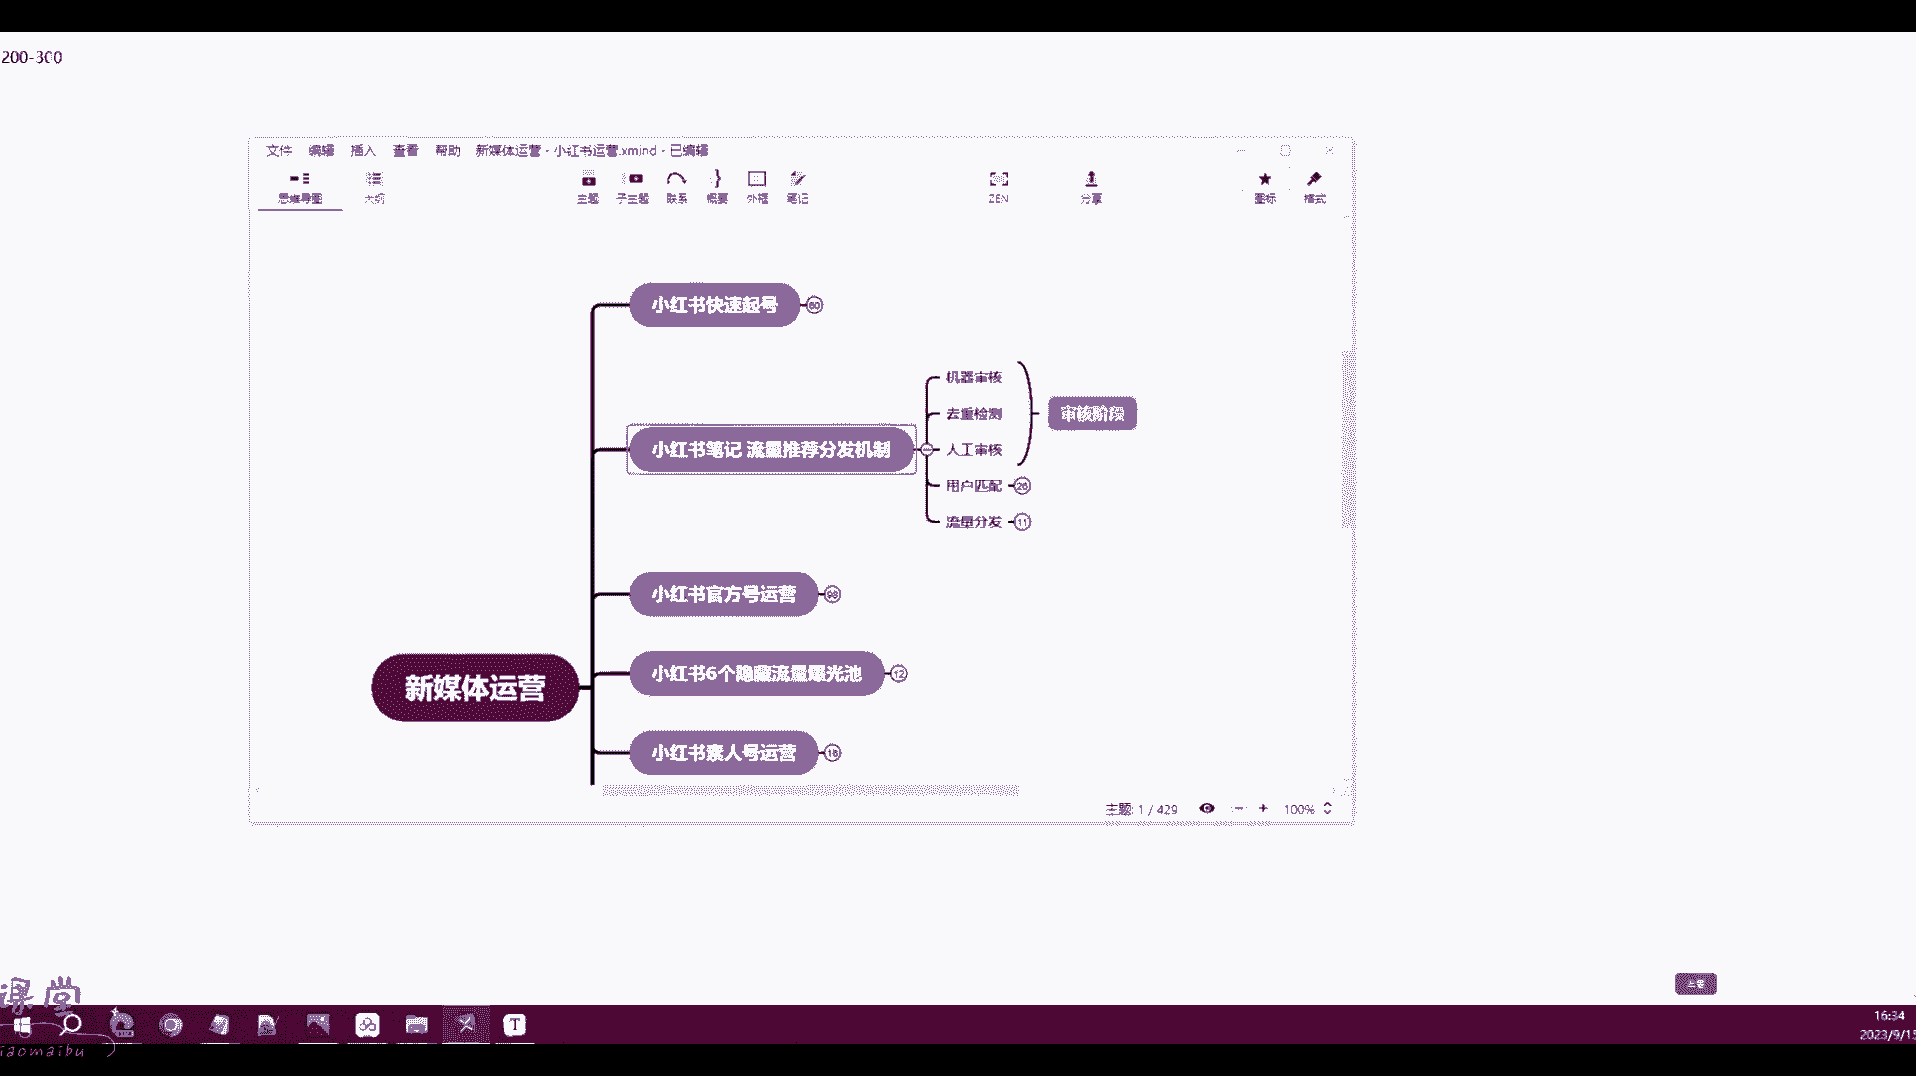 200-300
文件 编辑 插入 查看 帮助 新媒体运营 - 小红书运营.xmind - 已编辑
思维导图 大纲 主题 子主题 联系 概要 外框 笔记 ZEN 分享 图标 格式
小红书快速起号 60
机器审核
去重检测 审核阶段
小红书笔记 流量推荐分发机制 人工审核
用户匹配 26
流量分发 11
小红书官方号运营
小红书6个隐藏流量曝光池 12
新媒体运营
小红书素人号运营 16
主题: 1 / 429 100%
课堂
iaomaibu
T
16:34
2023/9/15